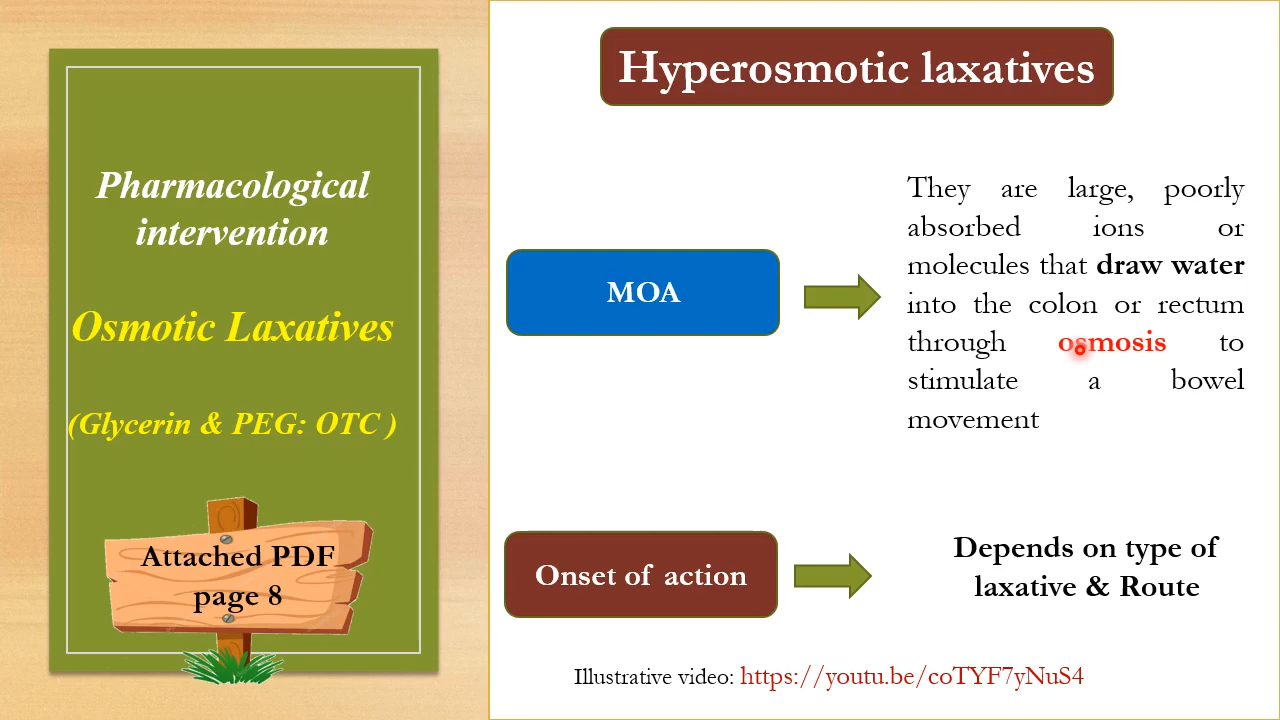 Pharmacological
intervention
Osmotic Laxatives
(Glycerin & PEG: OTC )
Attached PDF
page 8
Hyperosmotic laxatives
MOA
They are large, poorly
absorbed ions or
molecules that draw water
into the colon or rectum
through osmosis to
stimulate a bowel
movement
Onset of action
Depends on type of
laxative & Route
Illustrative video: https://youtu.be/coTYF7yNuS4